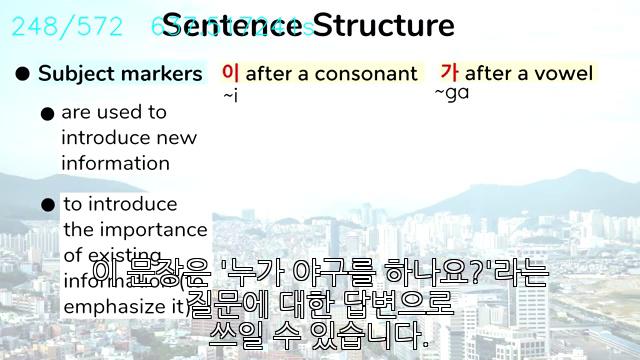 248/572
Sentence Structure
Subject markers 이 after a consonant 가 after a vowel
~i ~ga
are used to
introduce new
information
to introduce
the importance
of existing
information (to
emphasize it)
이 문장은 '누가 야구를 하나요?'라는
질문에 대한 답변으로
쓰일 수 있습니다.